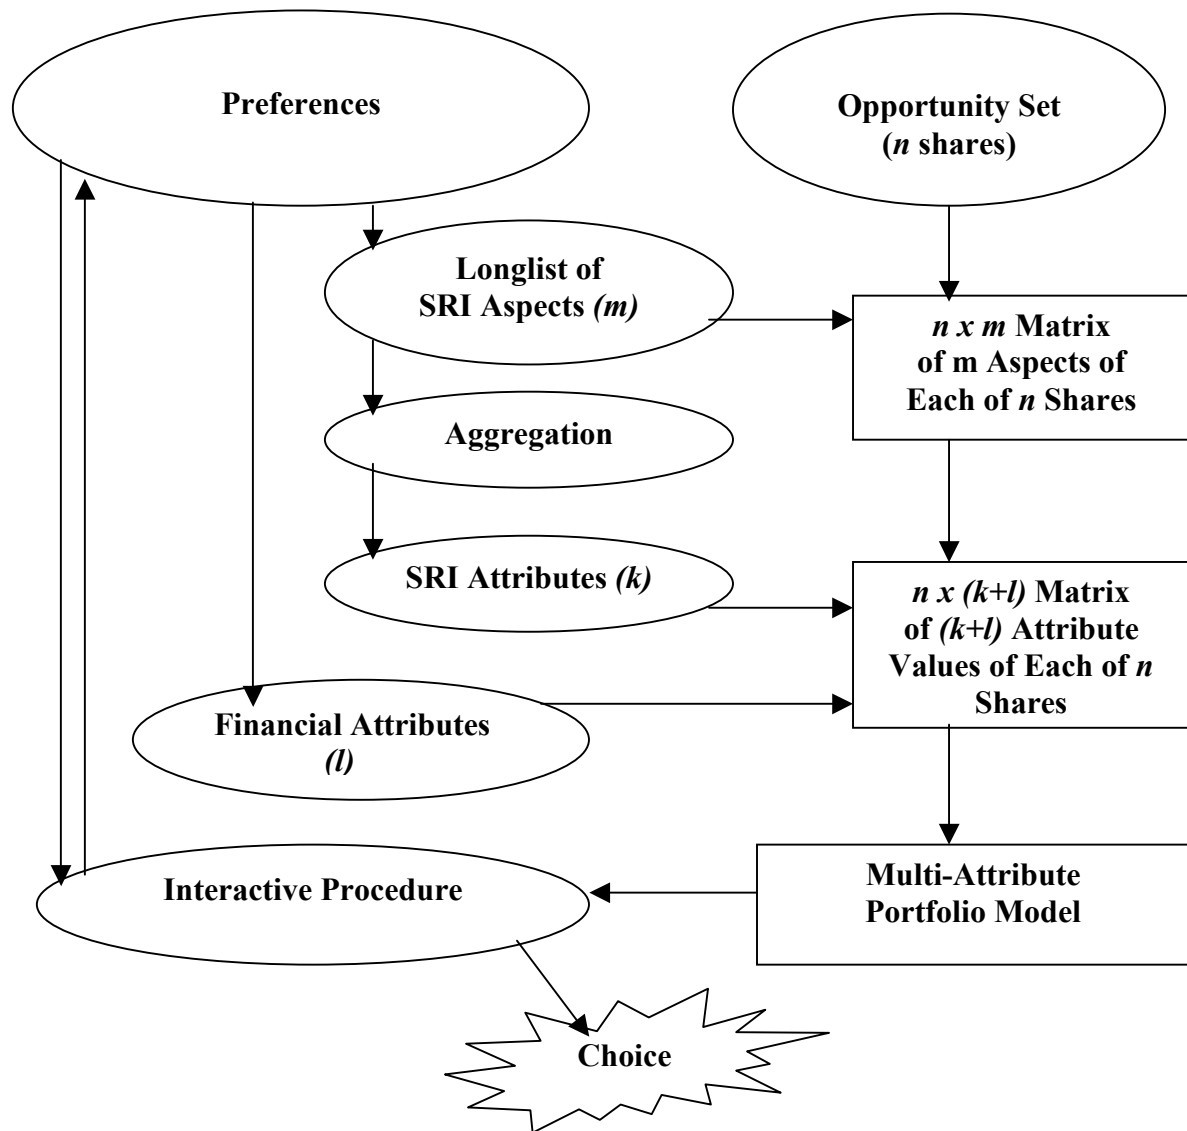 Preferences
Opportunity Set
(n shares)
Longlist of
SRI Aspects (m)
n x m Matrix
of m Aspects of
Each of n Shares
Aggregation
SRI Attributes (k)
n x (k+l) Matrix
of (k+l) Attribute
Values of Each of n
Shares
Financial Attributes
(l)
Interactive Procedure
Multi-Attribute
Portfolio Model
Choice